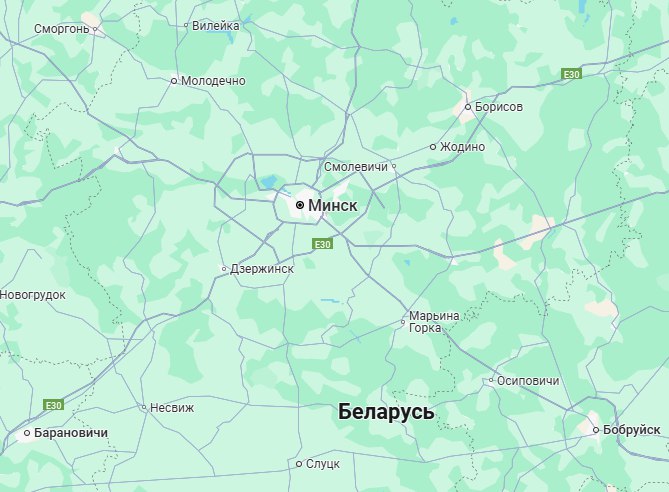 Вилейка
Сморгонь
E30
Молодечно
Борисов
Жодино
Смолевичи
Минск
E30
Дзержинск
Новогрудок
Марьина
Горка
Осиповичи
E30
Несвиж
Беларусь
Барановичи
Бобруйск
Слуцк